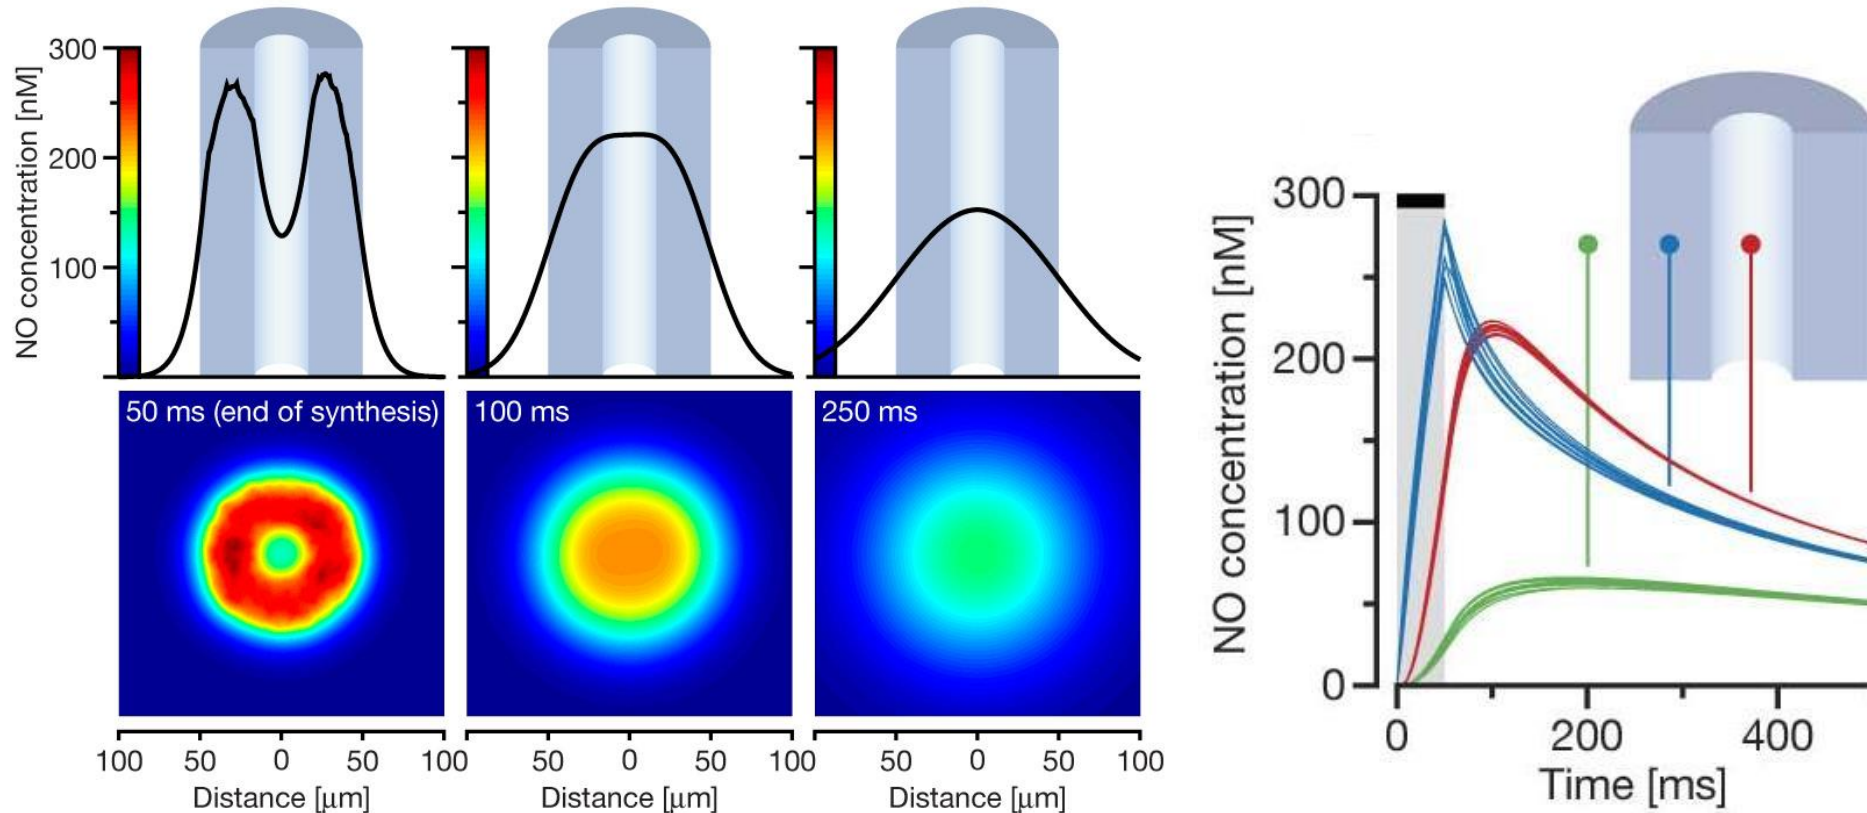 NO concentration [nM]
300
200
100
50 ms (end of synthesis)
100 ms
250 ms
100 50 0 50 100 50 0 50 100 50 0 50 100
Distance [μm] Distance [μm] Distance [μm]
NO concentration [nM]
300
200
100
0
0 200 400
Time [ms]